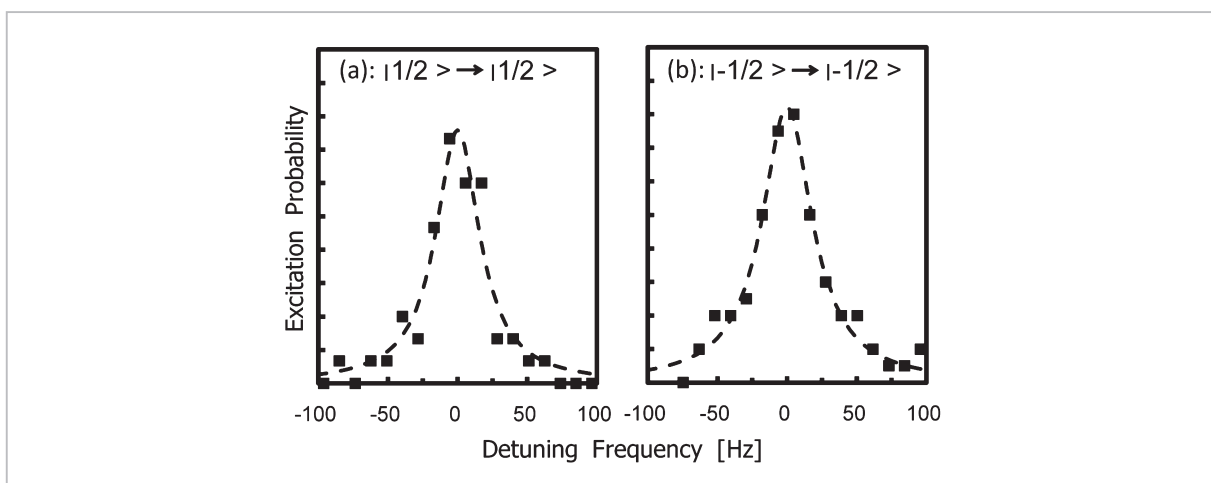 (a): |1/2 > → |1/2 >
(b): |-1/2 > → |-1/2 >
Excitation Probability
-100 -50 0 50 100
-100 -50 0 50 100
Detuning Frequency [Hz]